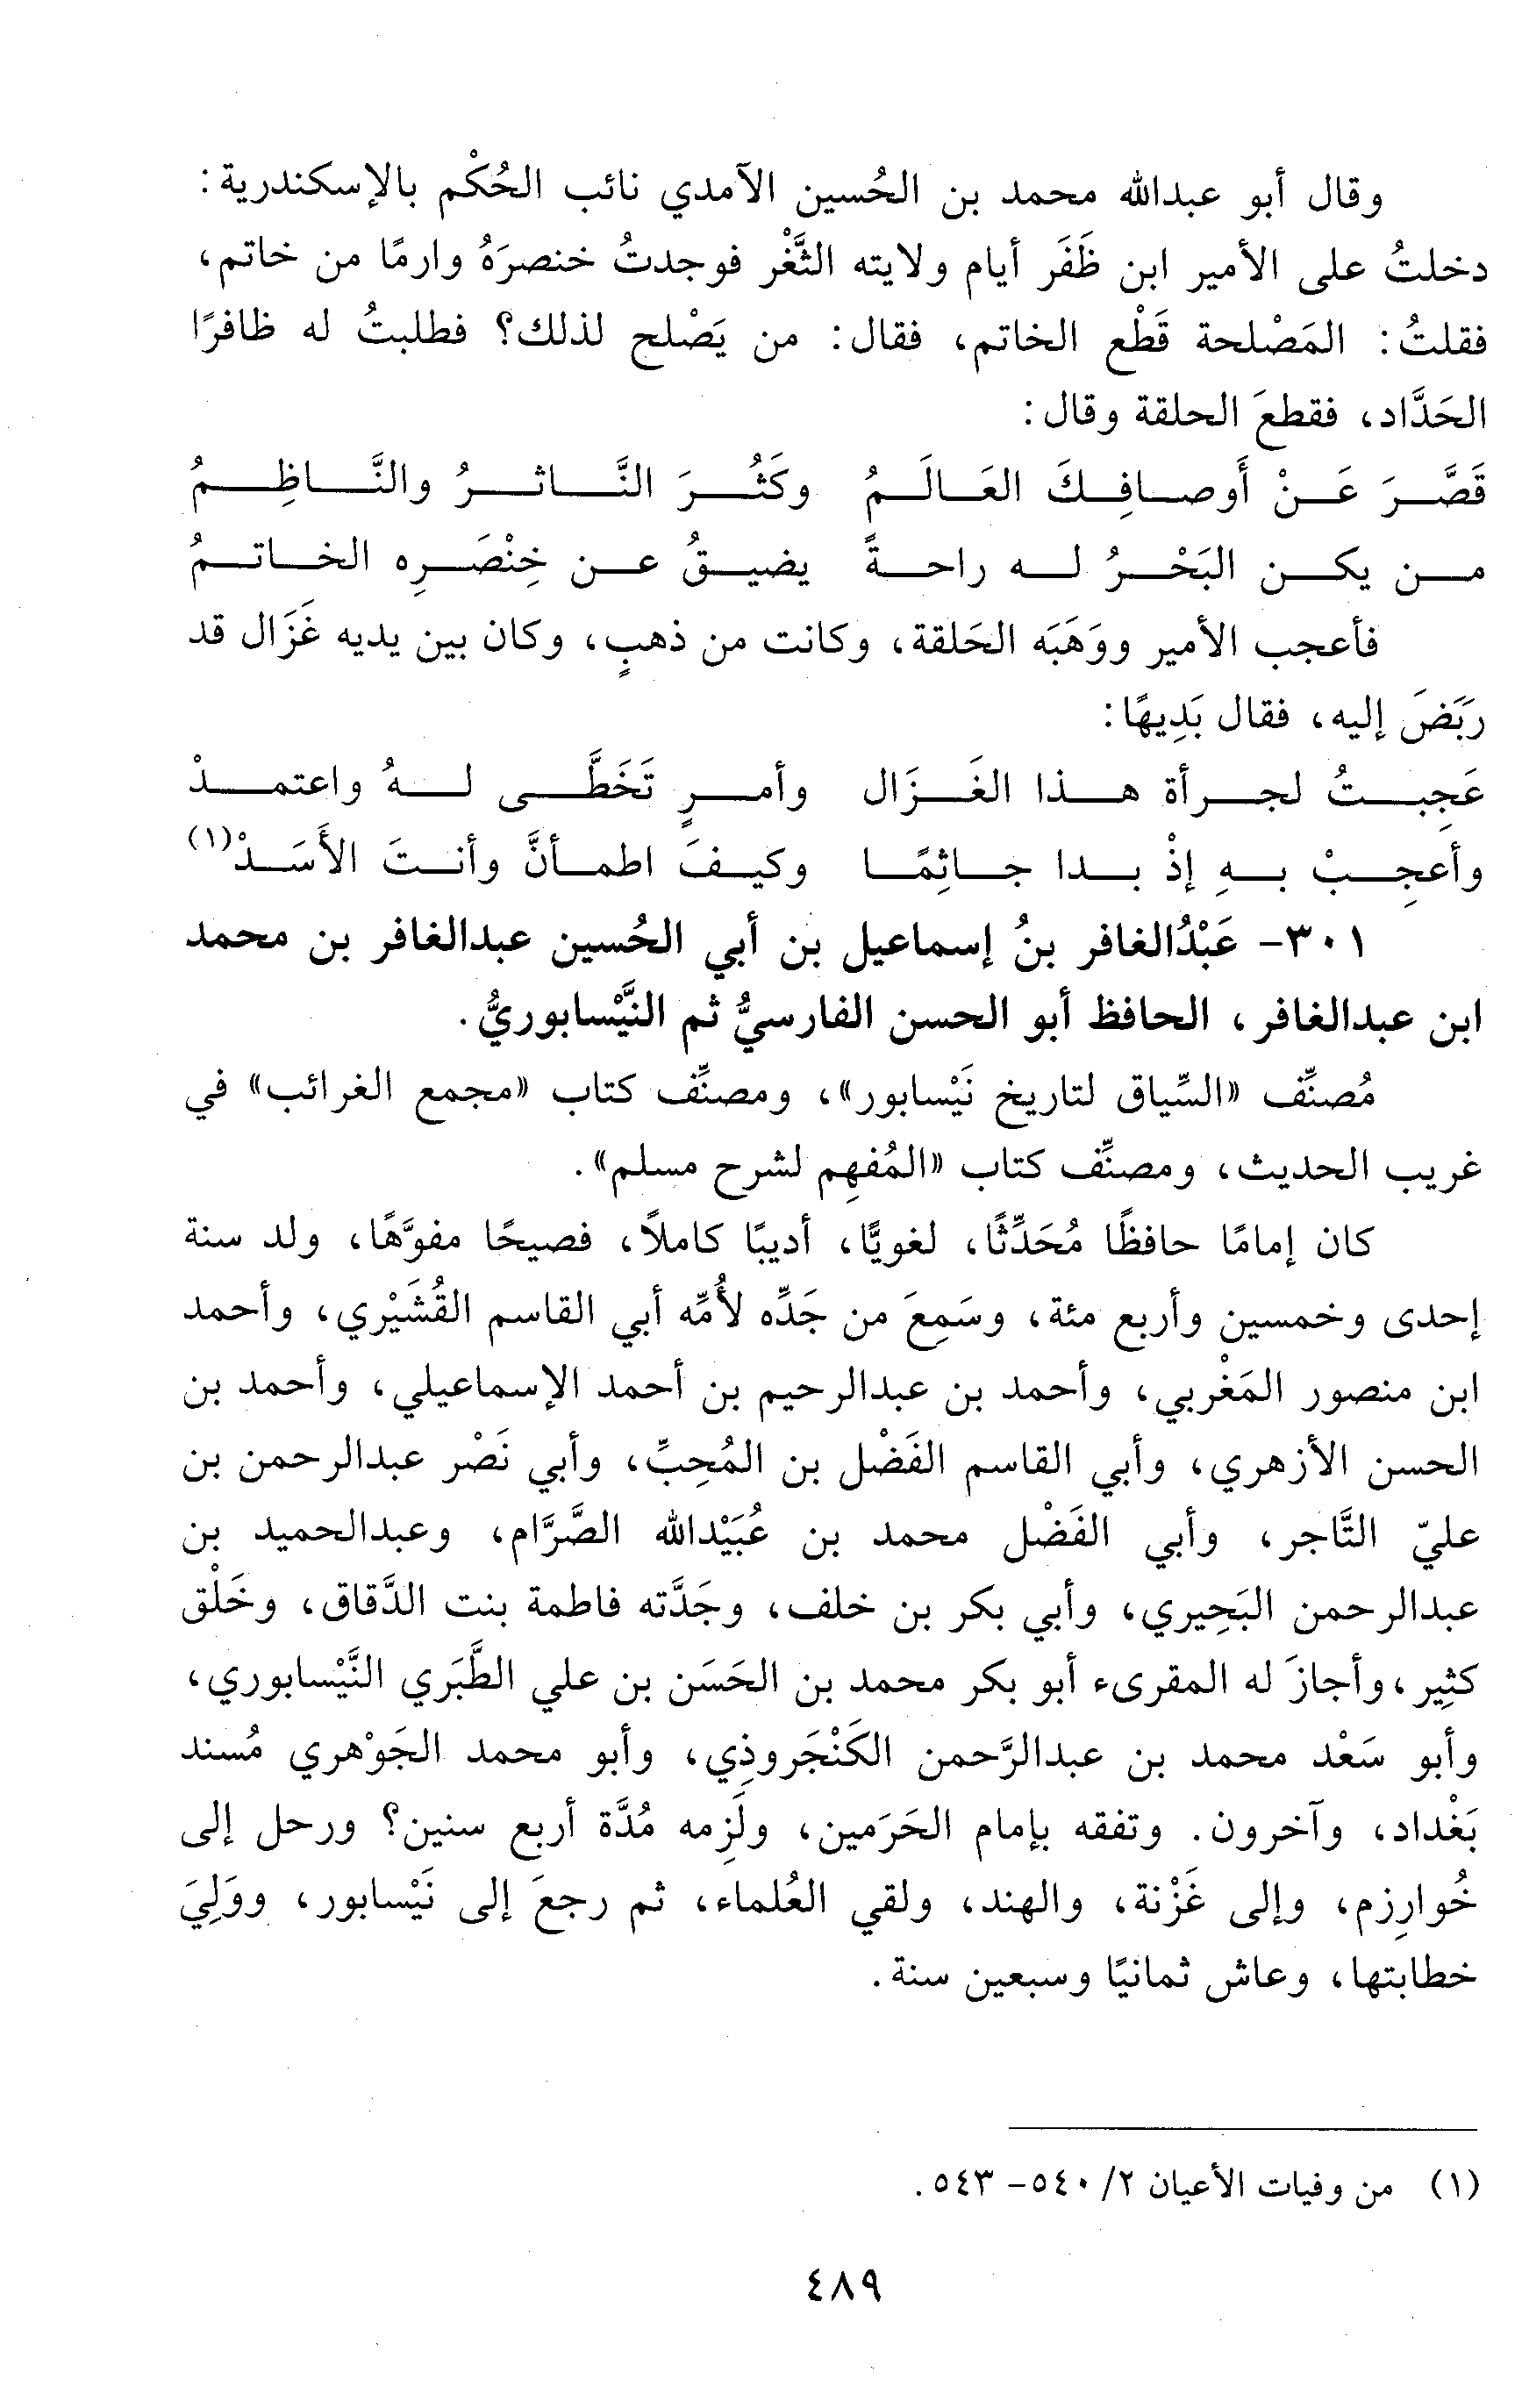 وقال أبو عبدالله محمد بن الحُسين الآمدي نائب الحُكْم بالإسكندرية:
دخلتُ على الأمير ابن ظَفَر أيام ولايته الثَّغْر فوجدتُ خنصرَهُ وارمًا من خاتم،
فقلتُ: المَصْلحة قَطْع الخاتم، فقال: من يَصْلح لذلك؟ فطلبتُ له ظافرًا
الحَدَّاد، فقطعَ الحلقة وقال:
قَصَّرَ عَنْ أَوصافِكَ العَالَمُ وكَثُرَ النَّاثرُ والنَّاظِمُ
من يكن البَحْرُ له راحةً يضيقُ عن خِنْصَرِه الخاتمُ
فأعجب الأمير ووَهَبَه الحَلقة، وكانت من ذهبٍ، وكان بين يديه غَزَال قد
رَبَضَ إليه، فقال بَدِيهًا:
عَجِبتُ لجرأة هذا الغَزَال وأمرٍ تَخَطَّى لهُ واعتمدْ
وأعجِبْ بهِ إذْ بدا جاثِمًا وكيفَ اطمأنَّ وأنتَ الأَسَدْ(١)
٣٠١- عَبْدُالغافر بنُ إسماعيل بن أبي الحُسين عبدالغافر بن محمد
ابن عبدالغافر، الحافظ أبو الحسن الفارسيُّ ثم النَّيْسابوريُّ.
مُصنِّف «السِّياق لتاريخ نَيْسابور»، ومصنِّف كتاب «مجمع الغرائب» في
غريب الحديث، ومصنِّف كتاب «المُفهِم لشرح مسلم».
كان إمامًا حافظًا مُحَدِّثًا، لغويًّا، أديبًا كاملاً، فصيحًا مفوَّهًا، ولد سنة
إحدى وخمسين وأربع مئة، وسَمِعَ من جَدِّه لأُمِّه أبي القاسم القُشَيْري، وأحمد
ابن منصور المَغْربي، وأحمد بن عبدالرحيم بن أحمد الإسماعيلي، وأحمد بن
الحسن الأزهري، وأبي القاسم الفَضْل بن المُحِبِّ، وأبي نَصْر عبدالرحمن بن
عليّ التَّاجر، وأبي الفَضْل محمد بن عُبَيْدالله الصَّرَّام، وعبدالحميد بن
عبدالرحمن البَحِيري، وأبي بكر بن خلف، وجَدَّته فاطمة بنت الدَّقاق، وخَلْق
كثِير، وأجازَ له المقرىء أبو بكر محمد بن الحَسَن بن علي الطَّبَري النَّيْسابوري،
وأبو سَعْد محمد بن عبدالرَّحمن الكَنْجَروذِي، وأبو محمد الجَوْهري مُسند
بَغْداد، وآخرون. وتفقه بإمام الحَرَمين، ولَزِمه مُدَّة أربع سنين؟ ورحل إلى
خُوارِزم، وإلى غَزْنة، والهند، ولقي العُلماء، ثم رجعَ إلى نَيْسابور، ووَلِيَ
خطابتها، وعاش ثمانيًا وسبعين سنة.
(١) من وفيات الأعيان ٢/ ٥٤٠- ٥٤٣.
٤٨٩